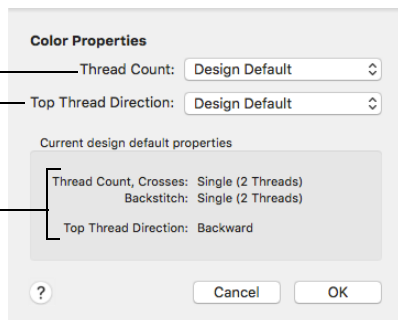 Color Properties
Thread Count: Design Default
Top Thread Direction: Design Default
Current design default properties
Thread Count, Crosses: Single (2 Threads)
Backstitch: Single (2 Threads)
Top Thread Direction: Backward
? Cancel OK